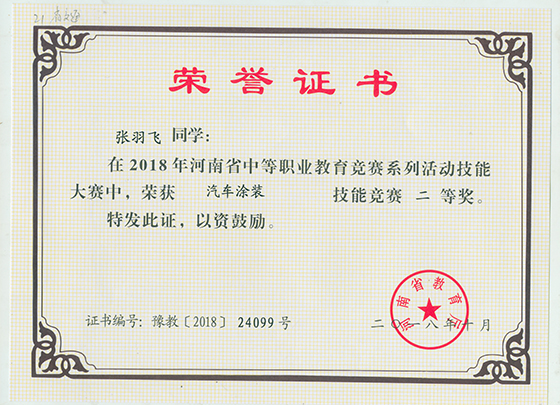 荣誉证书
张羽飞 同学:
在2018年河南省中等职业教育竞赛系列活动技能
大赛中,荣获 汽车涂装 技能竞赛 二 等奖。
特发此证,以资鼓励。
河南省教育厅
证书编号: 豫教〔2018〕24099号
二〇一八年十月